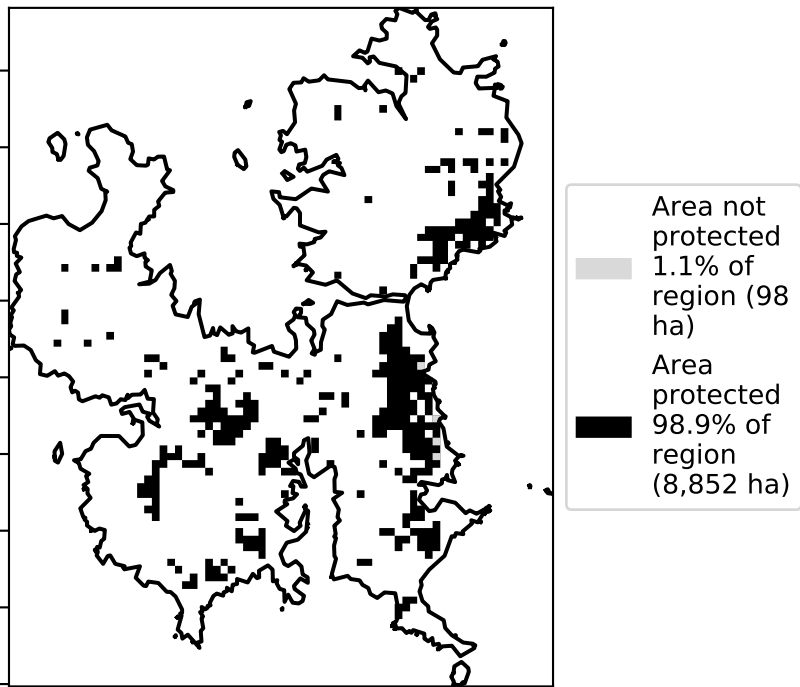 Area not
protected
1.1% of
region (98
ha)
Area
protected
98.9% of
region
(8,852 ha)